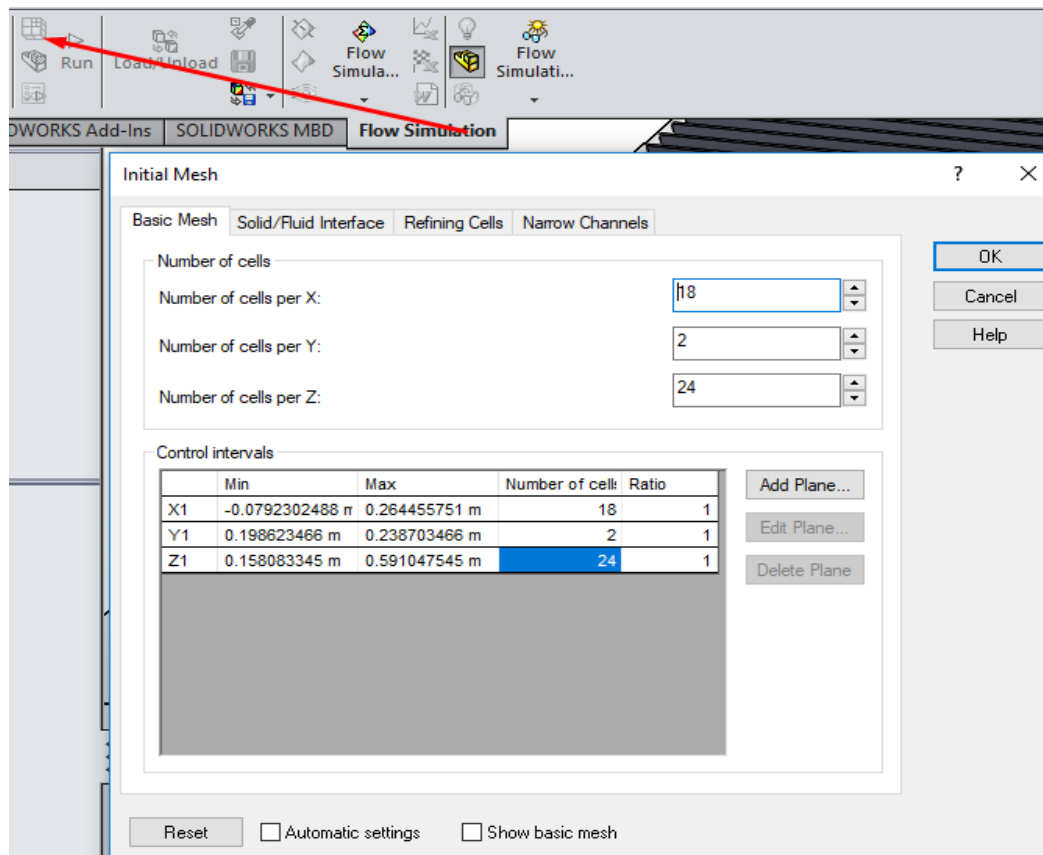 Run
Load/Unload
Flow
Simula...
Flow
Simulati...
DWORKS Add-Ins
SOLIDWORKS MBD
Flow Simulation
Initial Mesh
?
Basic Mesh
Solid/Fluid Interface
Refining Cells
Narrow Channels
OK
Cancel
Help
Number of cells
Number of cells per X:
18
Number of cells per Y:
2
Number of cells per Z:
24
Control intervals
Min Max Number of cell Ratio
X1 -0.0792302488 m 0.264455751 m 18 1
Y1 0.198623466 m 0.238703466 m 2 1
Z1 0.158083345 m 0.591047545 m 24 1
Add Plane...
Edit Plane...
Delete Plane
Reset
Automatic settings
Show basic mesh